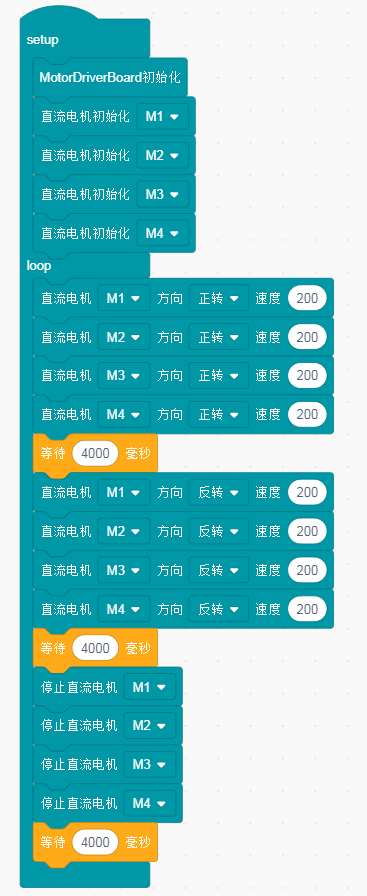 setup
MotorDriverBoard初始化
直流电机初始化 M1
直流电机初始化 M2
直流电机初始化 M3
直流电机初始化 M4
loop
直流电机 M1 方向 正转 速度 200
直流电机 M2 方向 正转 速度 200
直流电机 M3 方向 正转 速度 200
直流电机 M4 方向 正转 速度 200
等待 4000 毫秒
直流电机 M1 方向 反转 速度 200
直流电机 M2 方向 反转 速度 200
直流电机 M3 方向 反转 速度 200
直流电机 M4 方向 反转 速度 200
等待 4000 毫秒
停止直流电机 M1
停止直流电机 M2
停止直流电机 M3
停止直流电机 M4
等待 4000 毫秒